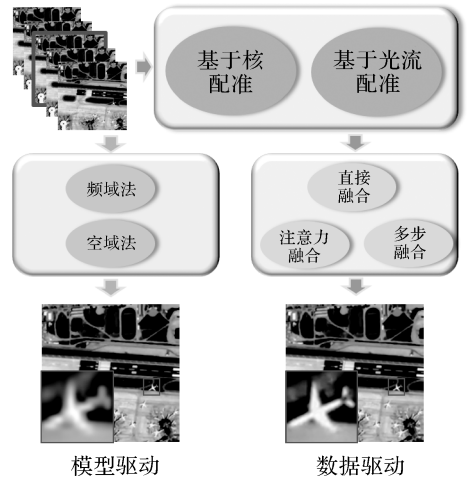 基于核
配准
基于光流
配准
频域法
空域法
直接
融合
注意力
融合
多步
融合
模型驱动
数据驱动